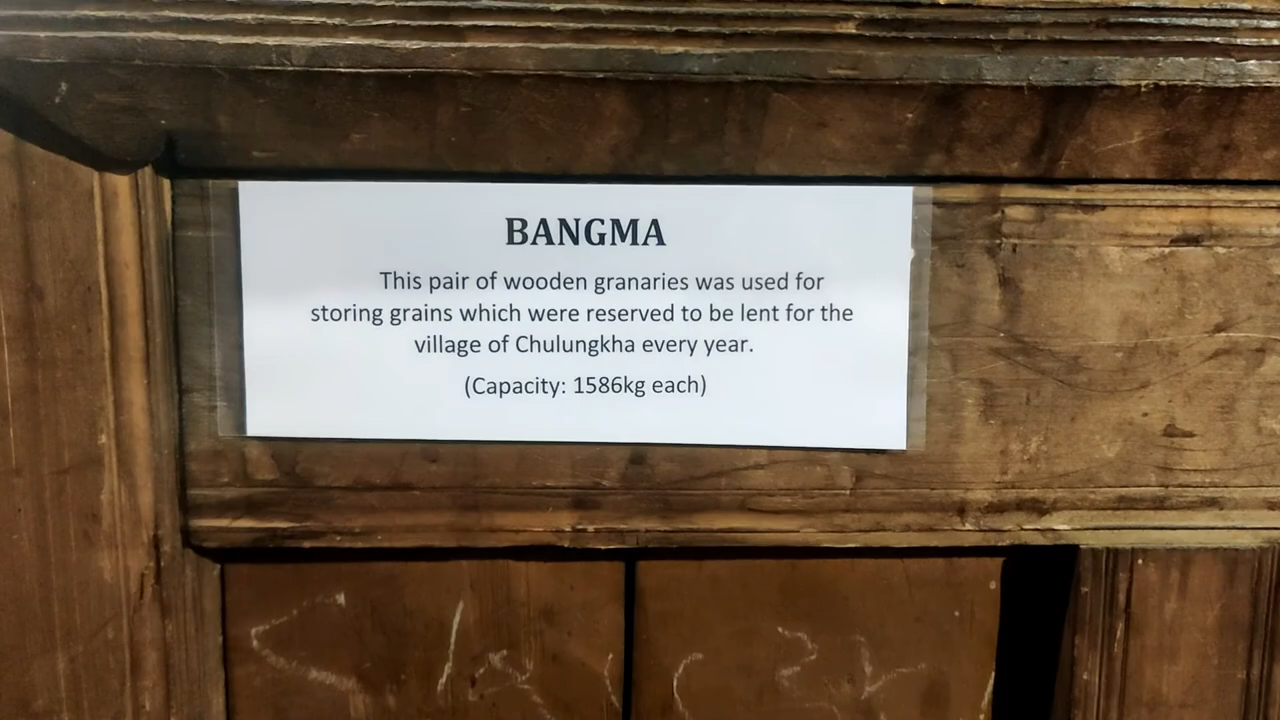 BANGMA
This pair of wooden granaries was used for
storing grains which were reserved to be lent for the
village of Chulungkha every year.
(Capacity: 1586kg each)